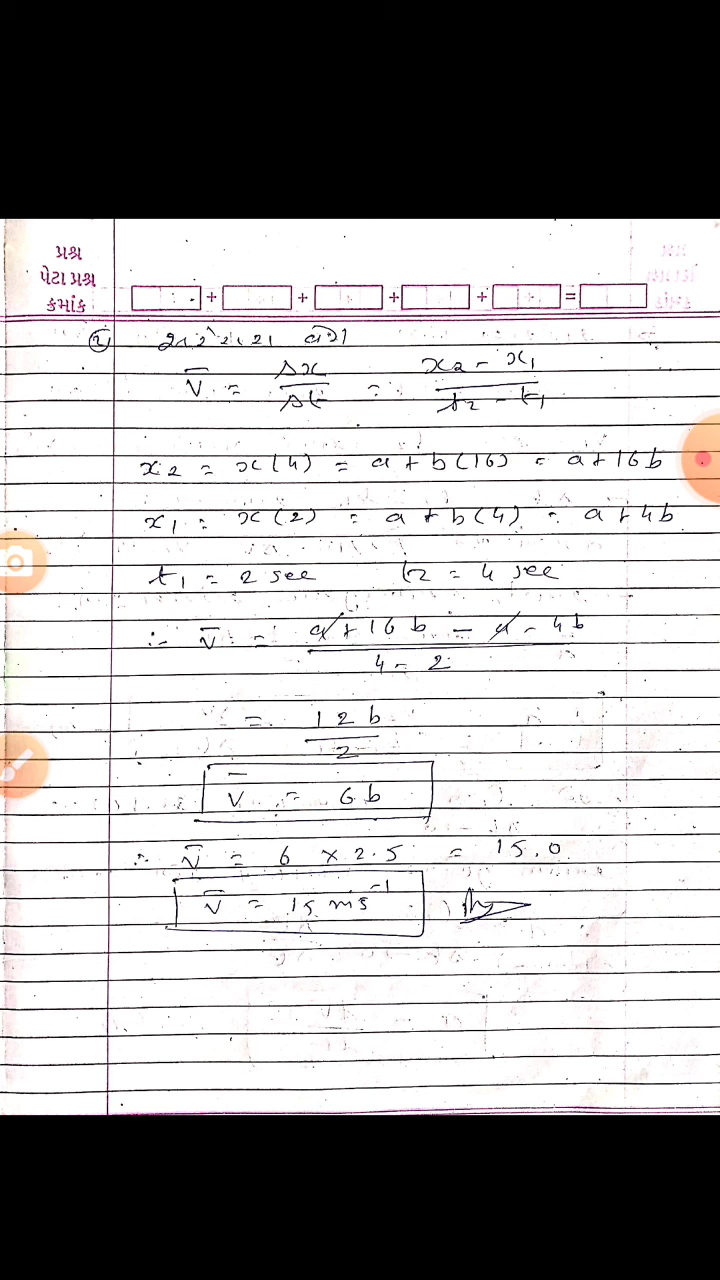 પ્રશ્ન
પેટા પ્રશ્ન
ક્રમાંક
+ + + + =
(2) સરેરાશ વેગ
v̄ = Δx/Δt = (x₂ - x₁)/(t₂ - t₁)
x₂ = x(4) = a + b(16) = a + 16b
x₁ = x(2) = a + b(4) = a + 4b
t₁ = 2 sec t₂ = 4 sec
∴ v̄ = (a + 16b - a - 4b)/(4 - 2)
= 12b/2
v̄ = 6b
∴ v̄ = 6 × 2.5 = 15.0
v̄ = 15 ms⁻¹